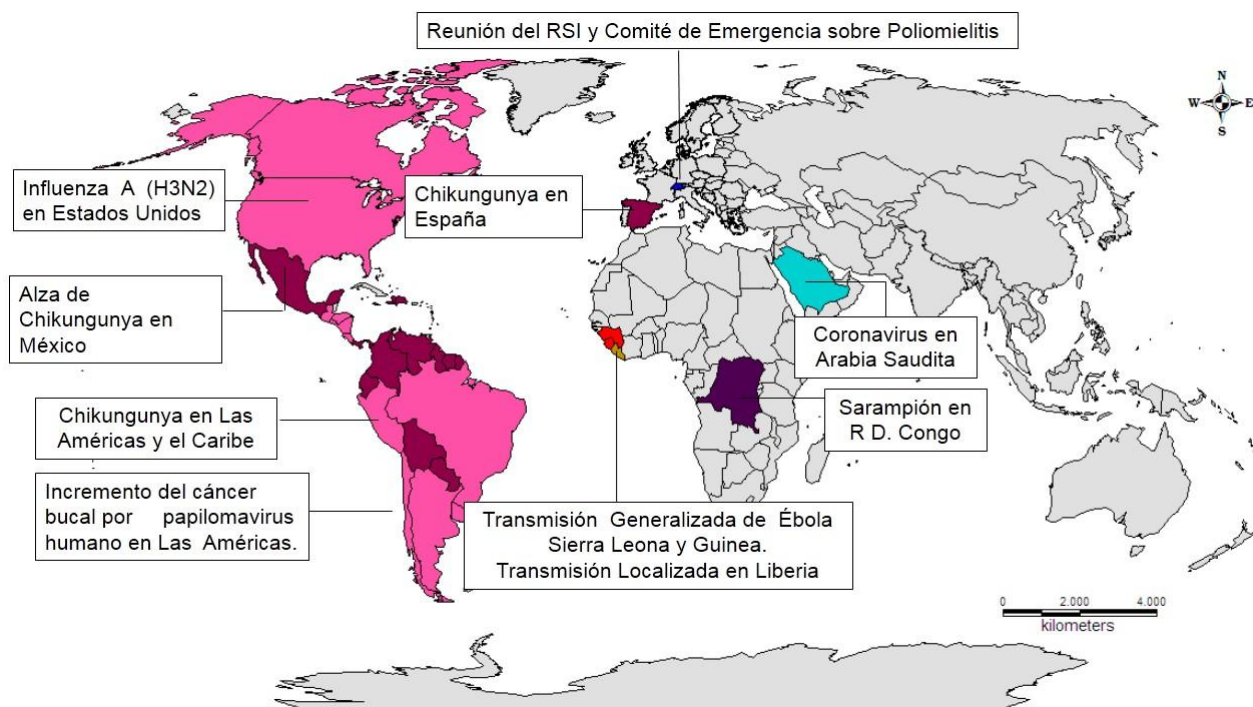 Reunión del RSI y Comité de Emergencia sobre Poliomielitis
N
W E
S
Influenza A (H3N2)
en Estados Unidos
Chikungunya en
España
Alza de
Chikungunya en
México
Coronavirus en
Arabia Saudita
Chikungunya en Las
Américas y el Caribe
Sarampión en
R D. Congo
Incremento del cáncer
bucal por papilomavirus
humano en Las Américas.
Transmisión Generalizada de Ébola
Sierra Leona y Guinea.
Transmisión Localizada en Liberia
0 2.000 4.000
kilometers